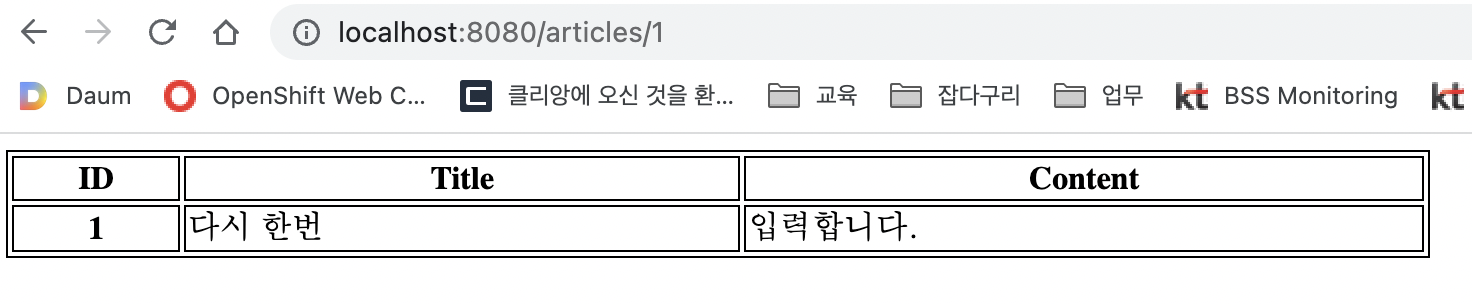 localhost:8080/articles/1
Daum OpenShift Web C... 클리앙에 오신 것을 환... 교육 잡다구리 업무 kt BSS Monitoring kt
ID Title Content
1 다시 한번 입력합니다.